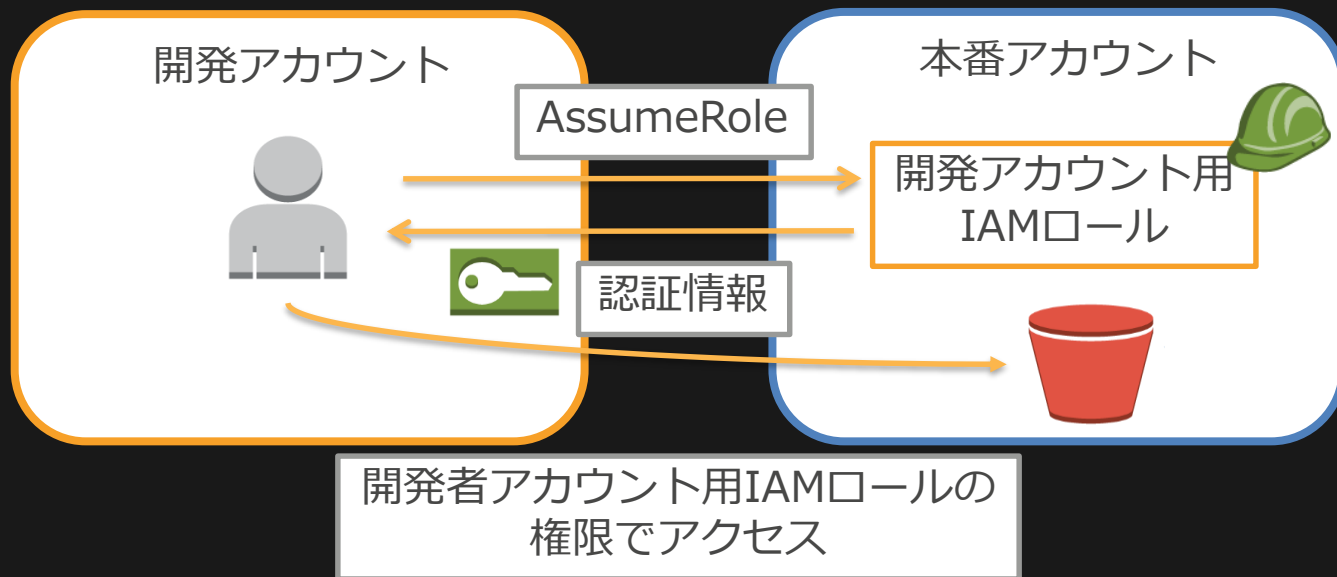 開発アカウント
本番アカウント
AssumeRole
開発アカウント用
IAMロール
認証情報
開発者アカウント用IAMロールの
権限でアクセス